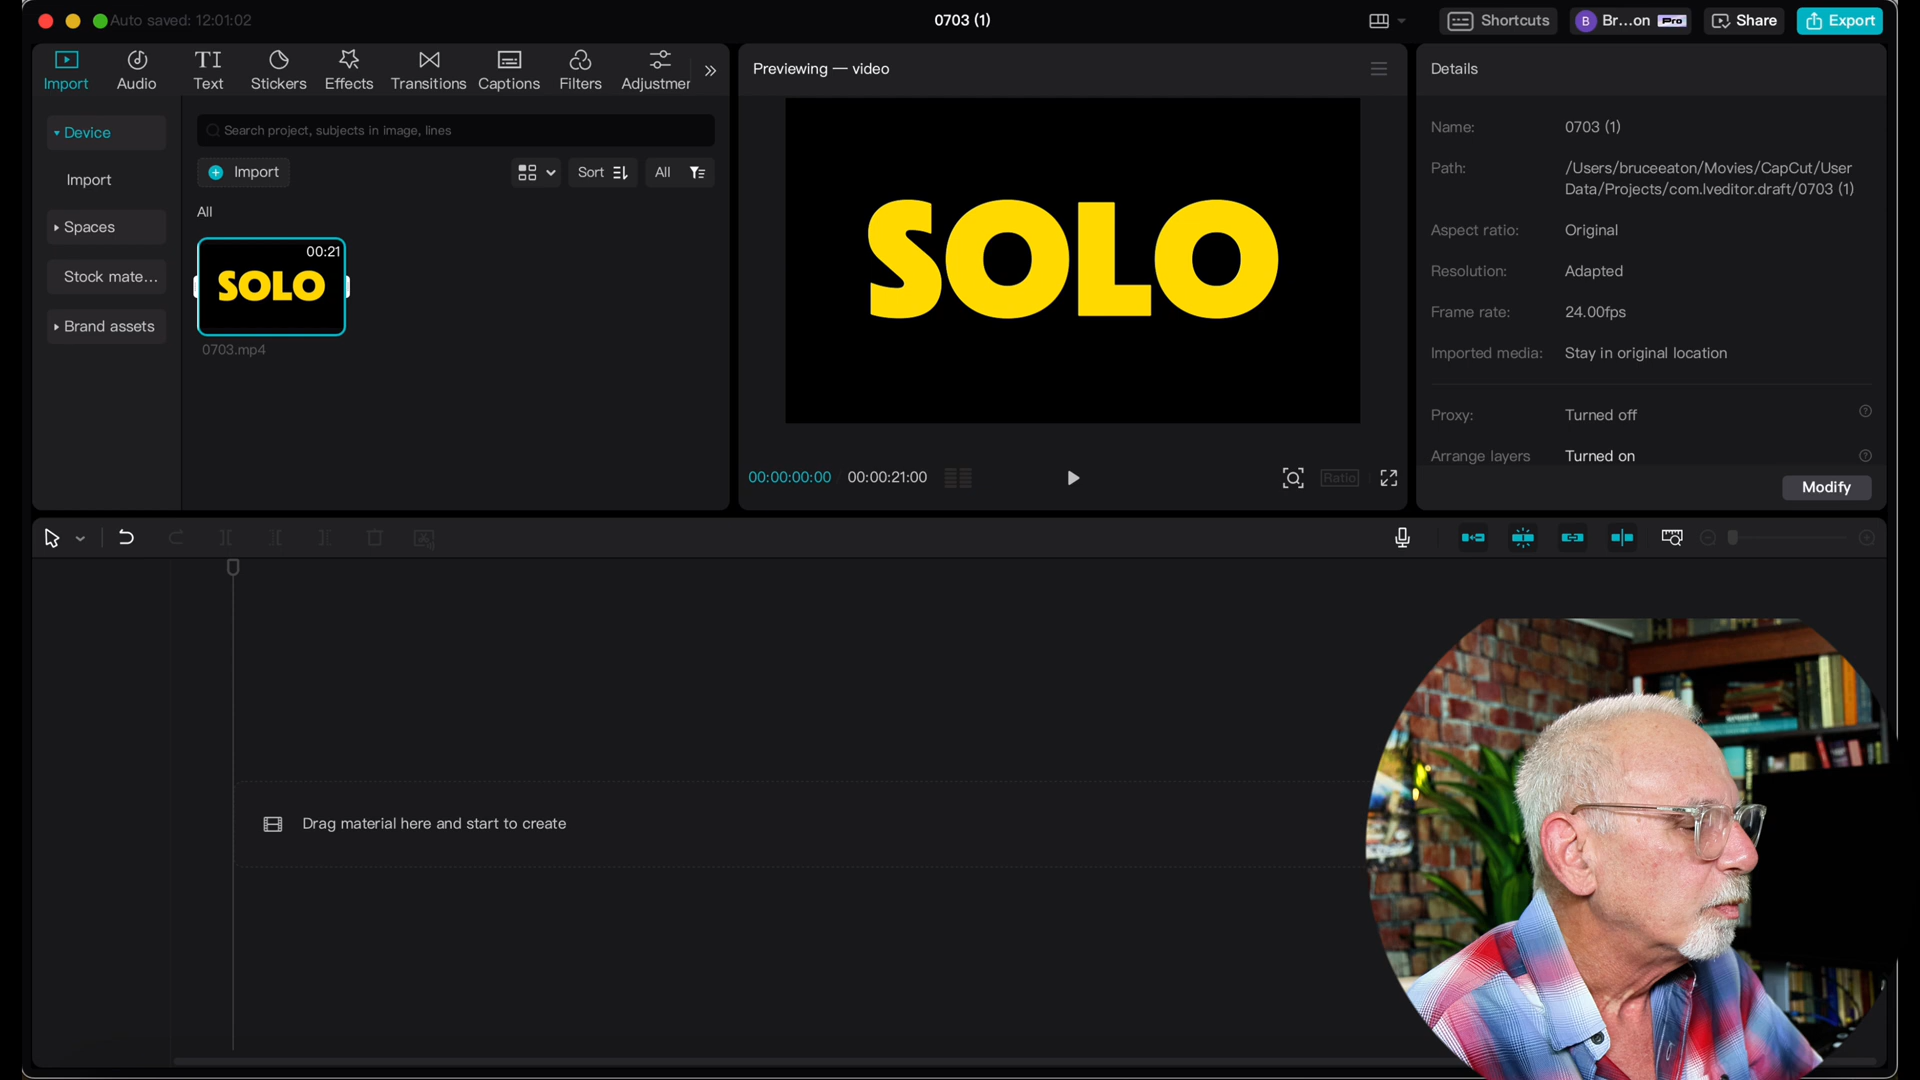 Auto saved: 12:01:02
0703 (1)
Shortcuts
B
Br...on
Pro
Share
Export
Import
Audio
TI
Text
Stickers
Effects
Transitions
Captions
Filters
Adjustmer
Device
Import
Spaces
Stock mate...
Brand assets
Search project, subjects in image, lines
Import
Sort
All
All
00:21
SOLO
0703.mp4
Previewing — video
SOLO
00:00:00:00
00:00:21:00
Ratio
Details
Name:
0703 (1)
Path:
/Users/bruceeaton/Movies/CapCut/User
Data/Projects/com.lveditor.draft/0703 (1)
Aspect ratio:
Original
Resolution:
Adapted
Frame rate:
24.00fps
Imported media:
Stay in original location
Proxy:
Turned off
Arrange layers
Turned on
Modify
Drag material here and start to create